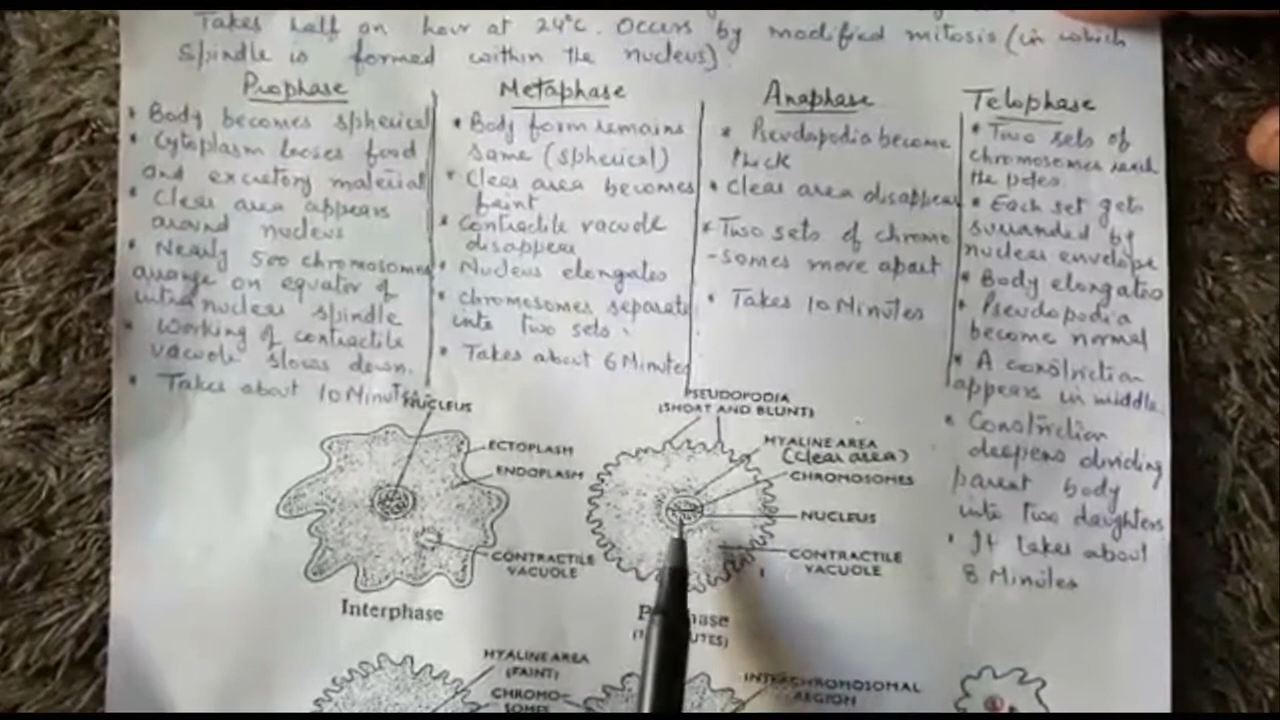 Takes half an hour at 24°C. Occurs by modified mitosis (in which
spindle is formed within the nucleus).
Prophase
* Body becomes spherical
* Cytoplasm looses food
and excretory material
* Clear area appears
around nucleus
* Nearly 500 chromosomes
arrange on equator of
intra nuclear spindle
* Working of contractile
vacuole slows down.
* Takes about 10 Minutes
Metaphase
* Body form remains
same (spherical)
* Clear area becomes
faint
* Contractile vacuole
disappear
* Nucleus elongates
* Chromosomes separate
into two sets.
* Takes about 6 Minutes
Anaphase
* Pseudopodia become
thick
* Clear area disappear
* Two sets of chromo
-somes move apart
* Takes 10 Minutes
Telophase
* Two sets of
chromosomes reach
the poles
* Each set gets
surranded by
nuclear envelope
* Body elongates
* Pseudopodia
become normal
* A constriction
appears in middle.
* Constriction
deepens dividing
parent body
into two daughters
* It takes about
8 Minutes
NUCLEUS
ECTOPLASM
ENDOPLASM
CONTRACTILE
VACUOLE
Interphase
PSEUDOPODIA
(SHORT AND BLUNT)
HYALINE AREA
(Clear area)
CHROMOSOMES
NUCLEUS
CONTRACTILE
VACUOLE
HYALINE AREA
(FAINT)
CHROMO-
SOMES
INTERCHROMOSOMAL
REGION